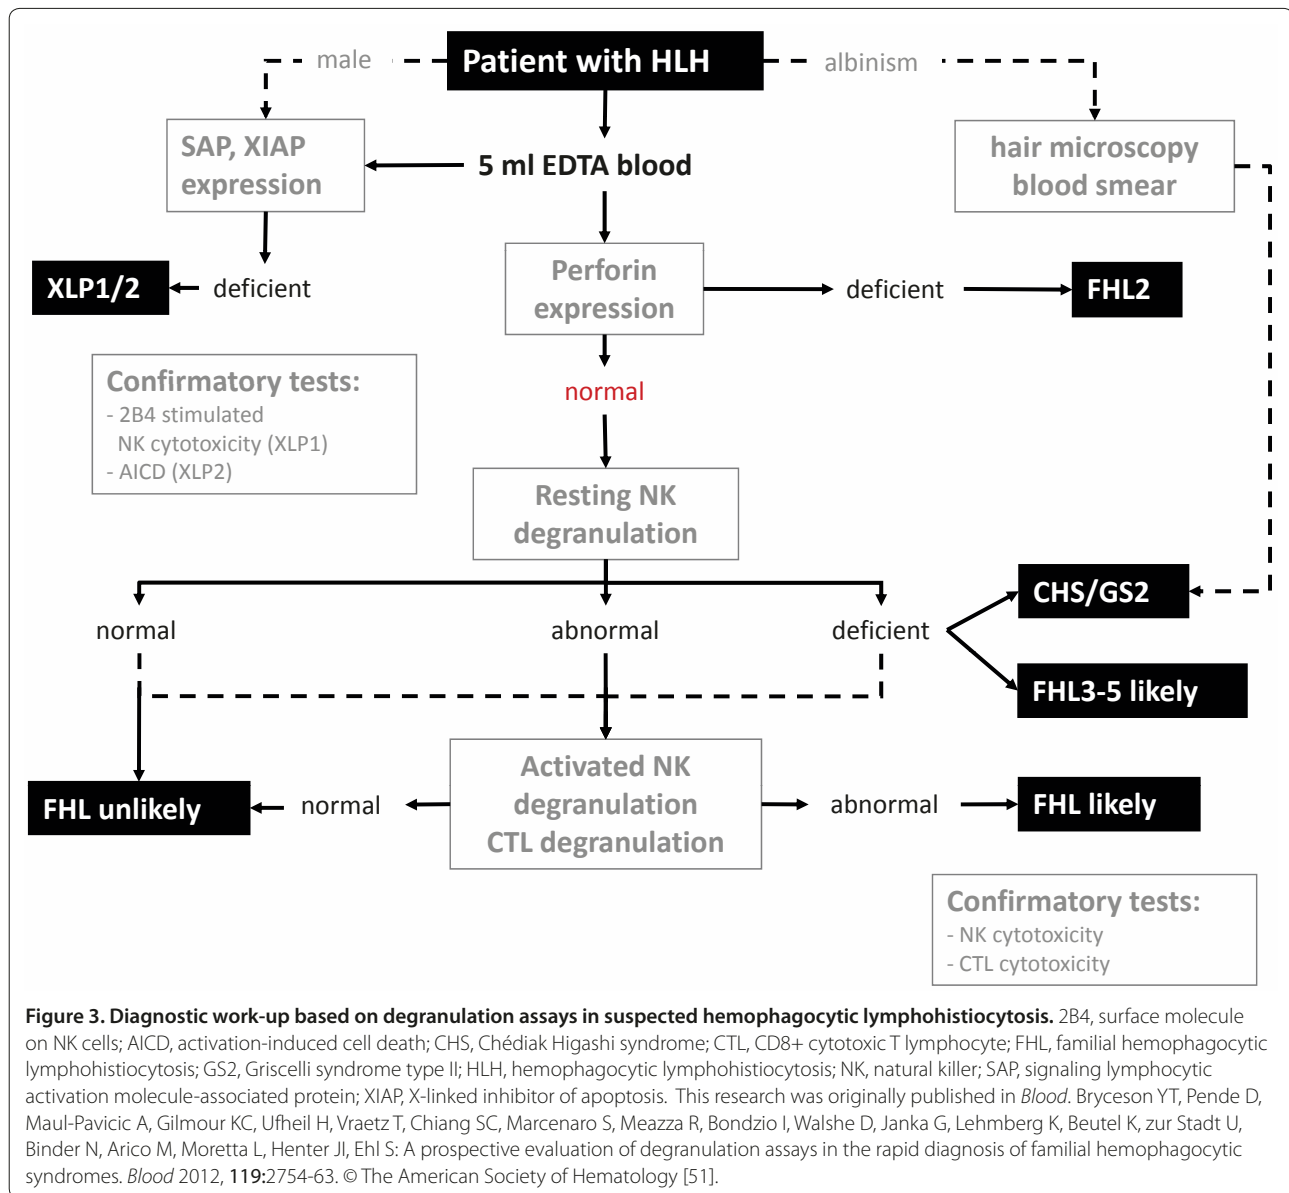 male
Patient with HLH
albinism
SAP, XIAP
expression
5 ml EDTA blood
hair microscopy
blood smear
XLP1/2
deficient
Perforin
expression
deficient
FHL2
Confirmatory tests:
- 2B4 stimulated
NK cytotoxicity (XLP1)
- AICD (XLP2)
normal
Resting NK
degranulation
normal
abnormal
deficient
CHS/GS2
FHL3-5 likely
FHL unlikely
normal
Activated NK
degranulation
CTL degranulation
abnormal
FHL likely
Confirmatory tests:
- NK cytotoxicity
- CTL cytotoxicity
Figure 3. Diagnostic work-up based on degranulation assays in suspected hemophagocytic lymphohistiocytosis. 2B4, surface molecule
on NK cells; AICD, activation-induced cell death; CHS, Chédiak Higashi syndrome; CTL, CD8+ cytotoxic T lymphocyte; FHL, familial hemophagocytic
lymphohistiocytosis; GS2, Griscelli syndrome type II; HLH, hemophagocytic lymphohistiocytosis; NK, natural killer; SAP, signaling lymphocytic
activation molecule-associated protein; XIAP, X-linked inhibitor of apoptosis. This research was originally published in Blood. Bryceson YT, Pende D,
Maul-Pavicic A, Gilmour KC, Ufheil H, Vraetz T, Chiang SC, Marcenaro S, Meazza R, Bondzio I, Walshe D, Janka G, Lehmberg K, Beutel K, zur Stadt U,
Binder N, Arico M, Moretta L, Henter JI, Ehl S: A prospective evaluation of degranulation assays in the rapid diagnosis of familial hemophagocytic
syndromes. Blood 2012, 119:2754-63. © The American Society of Hematology [51].